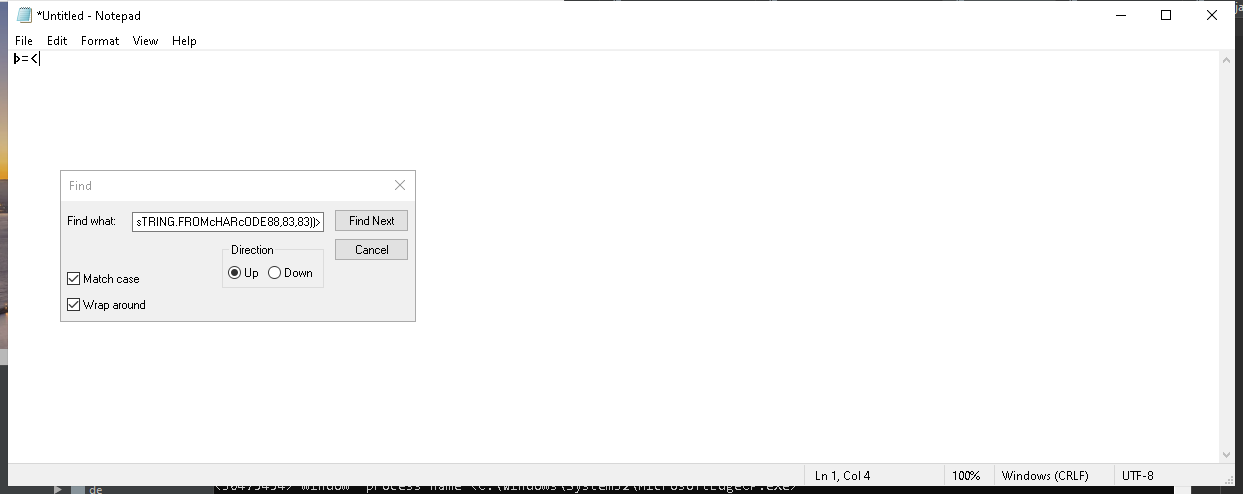 *Untitled - Notepad
File Edit Format View Help
Þ=<
Find
Find what: sTRING.FROMcHARcODE88,83,83))>
Find Next
Direction
Cancel
Up Down
Match case
Wrap around
Ln 1, Col 4 100% Windows (CRLF) UTF-8
de